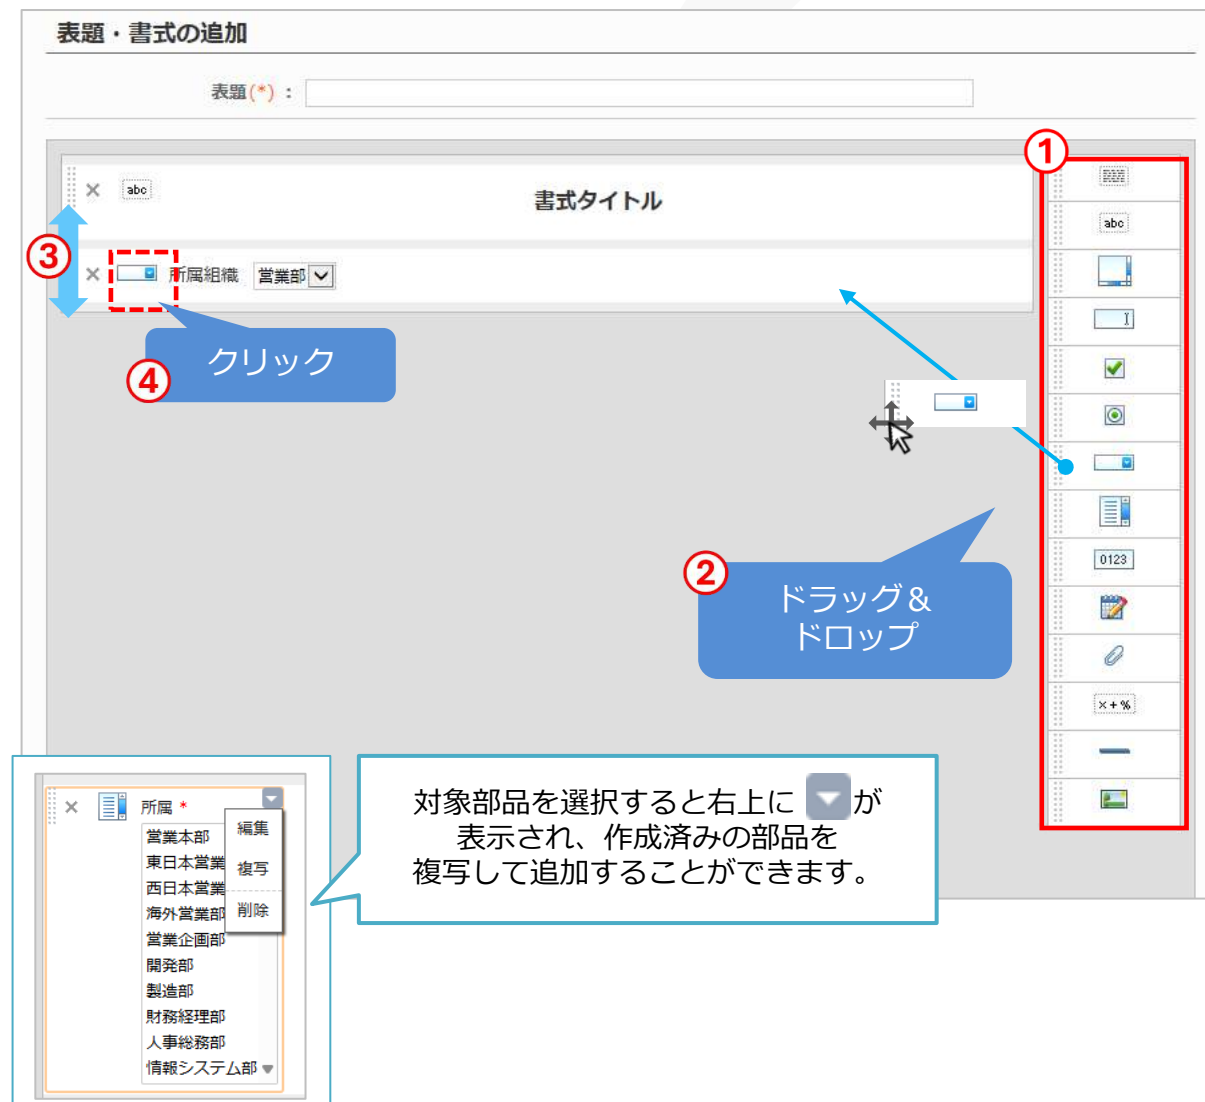 表題・書式の追加
表題(*)：
①
abc
書式タイトル
abc
③
所属組織 営業部
クリック
④
②
ドラッグ＆
ドロップ
0123
×+%
所属 *
営業本部
東日本営業
西日本営業
海外営業部
営業企画部
開発部
製造部
財務経理部
人事総務部
情報システム部
編集
複写
削除
対象部品を選択すると右上に が
表示され、作成済みの部品を
複写して追加することができます。